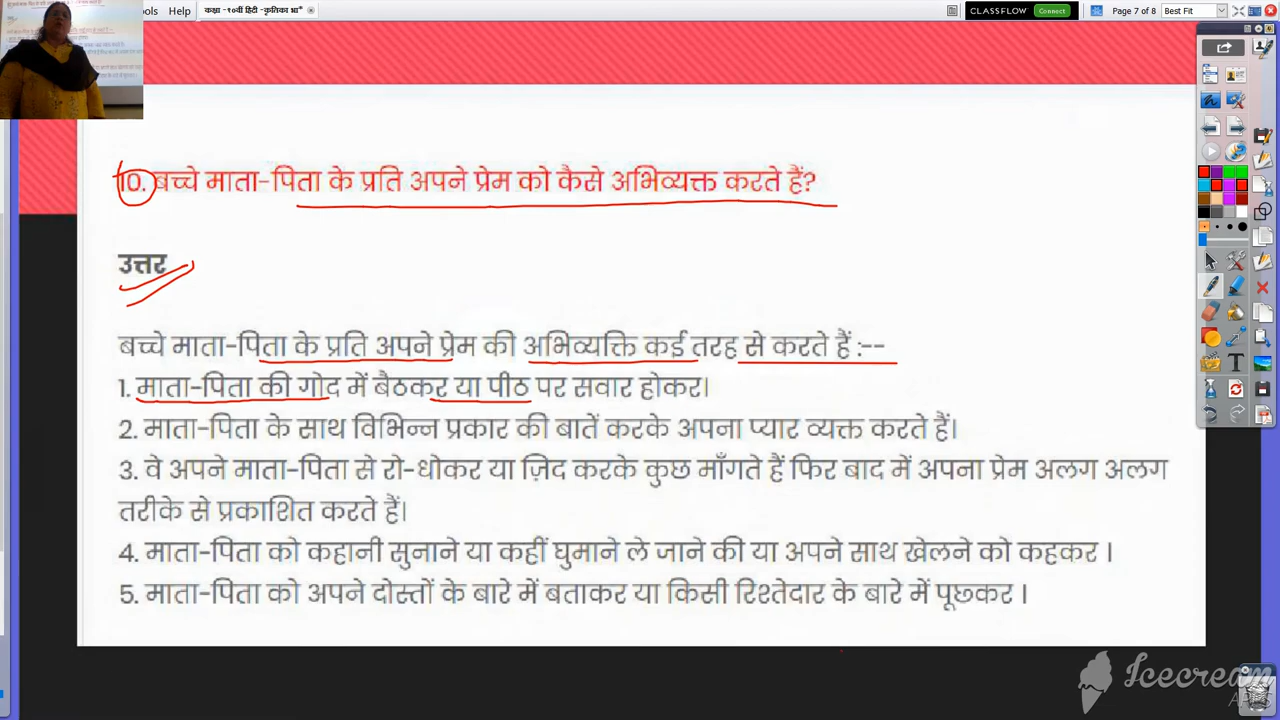 ols Help कक्षा -१०वीं हिंदी -कृतिका भा* CLASSFLOW Connect Page 7 of 8 Best Fit
10. बच्चे माता-पिता के प्रति अपने प्रेम को कैसे अभिव्यक्त करते हैं?
उत्तर
बच्चे माता-पिता के प्रति अपने प्रेम की अभिव्यक्ति कई तरह से करते हैं :--
1. माता-पिता की गोद में बैठकर या पीठ पर सवार होकर।
2. माता-पिता के साथ विभिन्न प्रकार की बातें करके अपना प्यार व्यक्त करते हैं।
3. वे अपने माता-पिता से रो-धोकर या ज़िद करके कुछ माँगते हैं फिर बाद में अपना प्रेम अलग अलग
तरीके से प्रकाशित करते हैं।
4. माता-पिता को कहानी सुनाने या कहीं घुमाने ले जाने की या अपने साथ खेलने को कहकर ।
5. माता-पिता को अपने दोस्तों के बारे में बताकर या किसी रिश्तेदार के बारे में पूछकर ।
Icecream
APPS